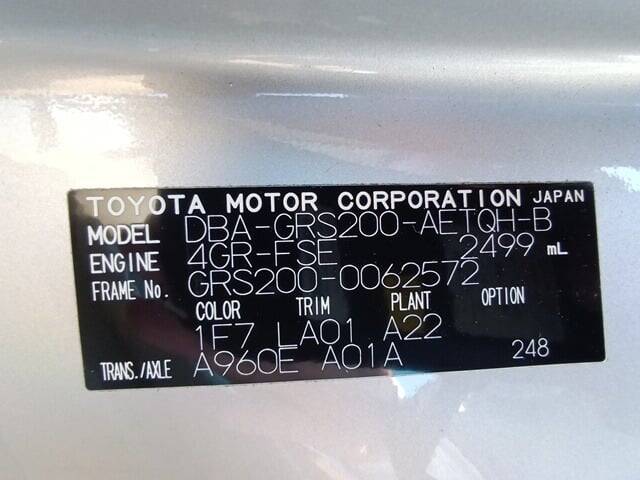 TOYOTA MOTOR CORPORATION JAPAN
MODEL DBA-GRS200-AETQH-B
ENGINE 4GR-FSE 2499 mL
FRAME No. GRS200-0062572
COLOR TRIM PLANT OPTION
1F7 LA01 A22
TRANS./AXLE A960E A01A 248